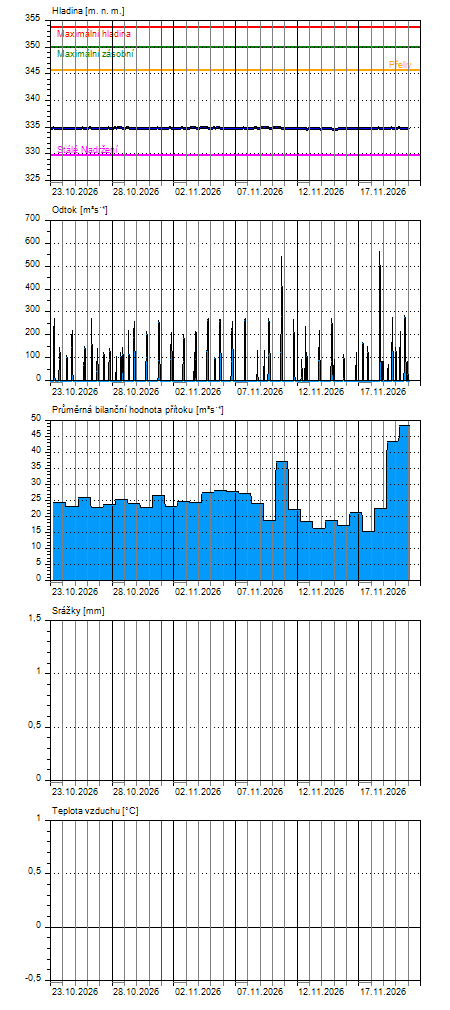 Hladina [m. n. m.]
355
Maximální hladina
350
Maximální zásobní
345
Přeliv
340
335
330
Stálé Nadržení
325
23.10.2026 28.10.2026 02.11.2026 07.11.2026 12.11.2026 17.11.2026
Odtok [m³s⁻¹]
700
600
500
400
300
200
100
0
23.10.2026 28.10.2026 02.11.2026 07.11.2026 12.11.2026 17.11.2026
Průměrná bilanční hodnota přítoku [m³s⁻¹]
50
45
40
35
30
25
20
15
10
5
0
23.10.2026 28.10.2026 02.11.2026 07.11.2026 12.11.2026 17.11.2026
Srážky [mm]
1,5
1
0,5
0
23.10.2026 28.10.2026 02.11.2026 07.11.2026 12.11.2026 17.11.2026
Teplota vzduchu [°C]
1
0,5
0
-0,5
23.10.2026 28.10.2026 02.11.2026 07.11.2026 12.11.2026 17.11.2026